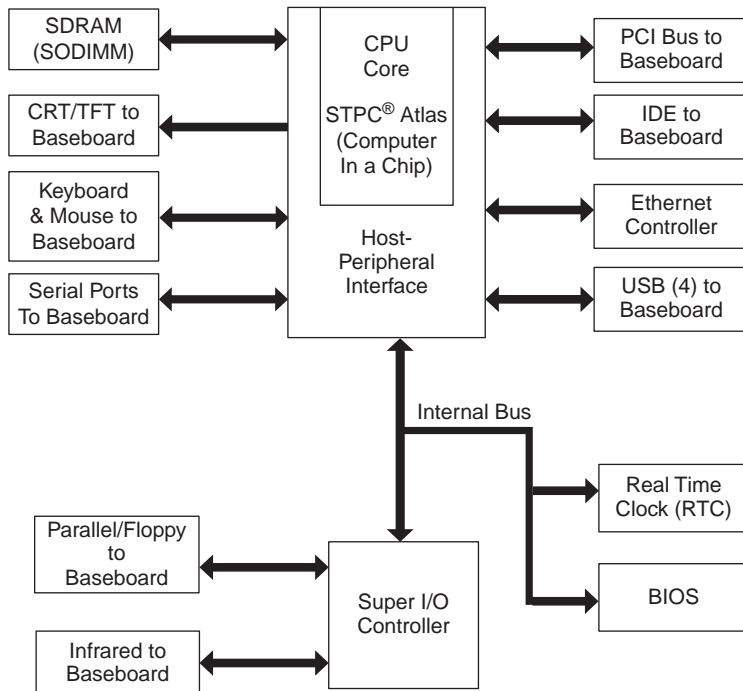 SDRAM
(SODIMM)
CRT/TFT to
Baseboard
Keyboard
& Mouse to
Baseboard
Serial Ports
To Baseboard
CPU
Core
STPC® Atlas
(Computer
In a Chip)
Host-
Peripheral
Interface
PCI Bus to
Baseboard
IDE to
Baseboard
Ethernet
Controller
USB (4) to
Baseboard
Internal Bus
Real Time
Clock (RTC)
BIOS
Parallel/Floppy
to
Baseboard
Infrared to
Baseboard
Super I/O
Controller